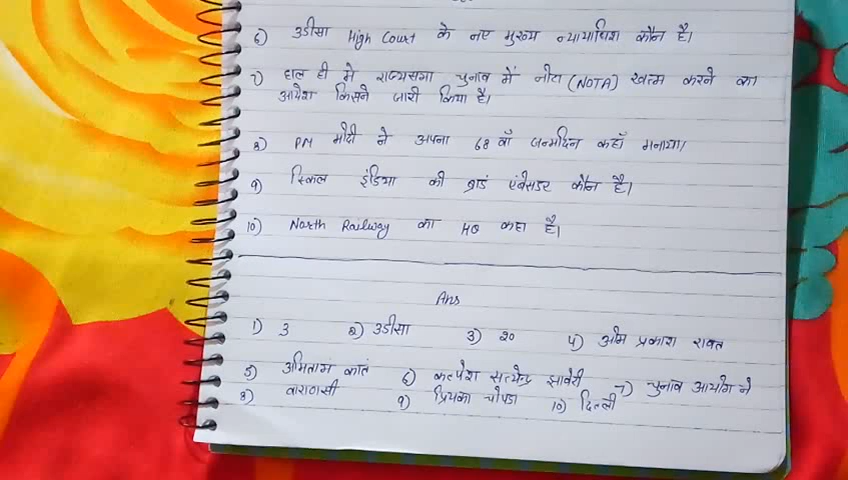 6) उडीसा High Court के नए मुख्य न्यायाधिश कौन है।
7) हाल ही मे राज्यसभा चुनाव में नोटा (NOTA) खत्म करने का
आदेश किसने जारी किया है।
8) PM मोदी ने अपना 68 वाँ जन्मदिन कहाँ मनाया।
9) स्किल इंडिया की ब्रांड एंबेसडर कौन है।
10) North Railway का HQ कहा है।
Ans
1) 3 2) उडीसा 3) 20 4) ओम प्रकाश रावत
5) अमिताभ कांत 6) कल्पेश सत्येन्द्र झावेरी 7) चुनाव आयोग ने
8) वाराणसी 9) प्रियंका चोपडा 10) दिल्ली